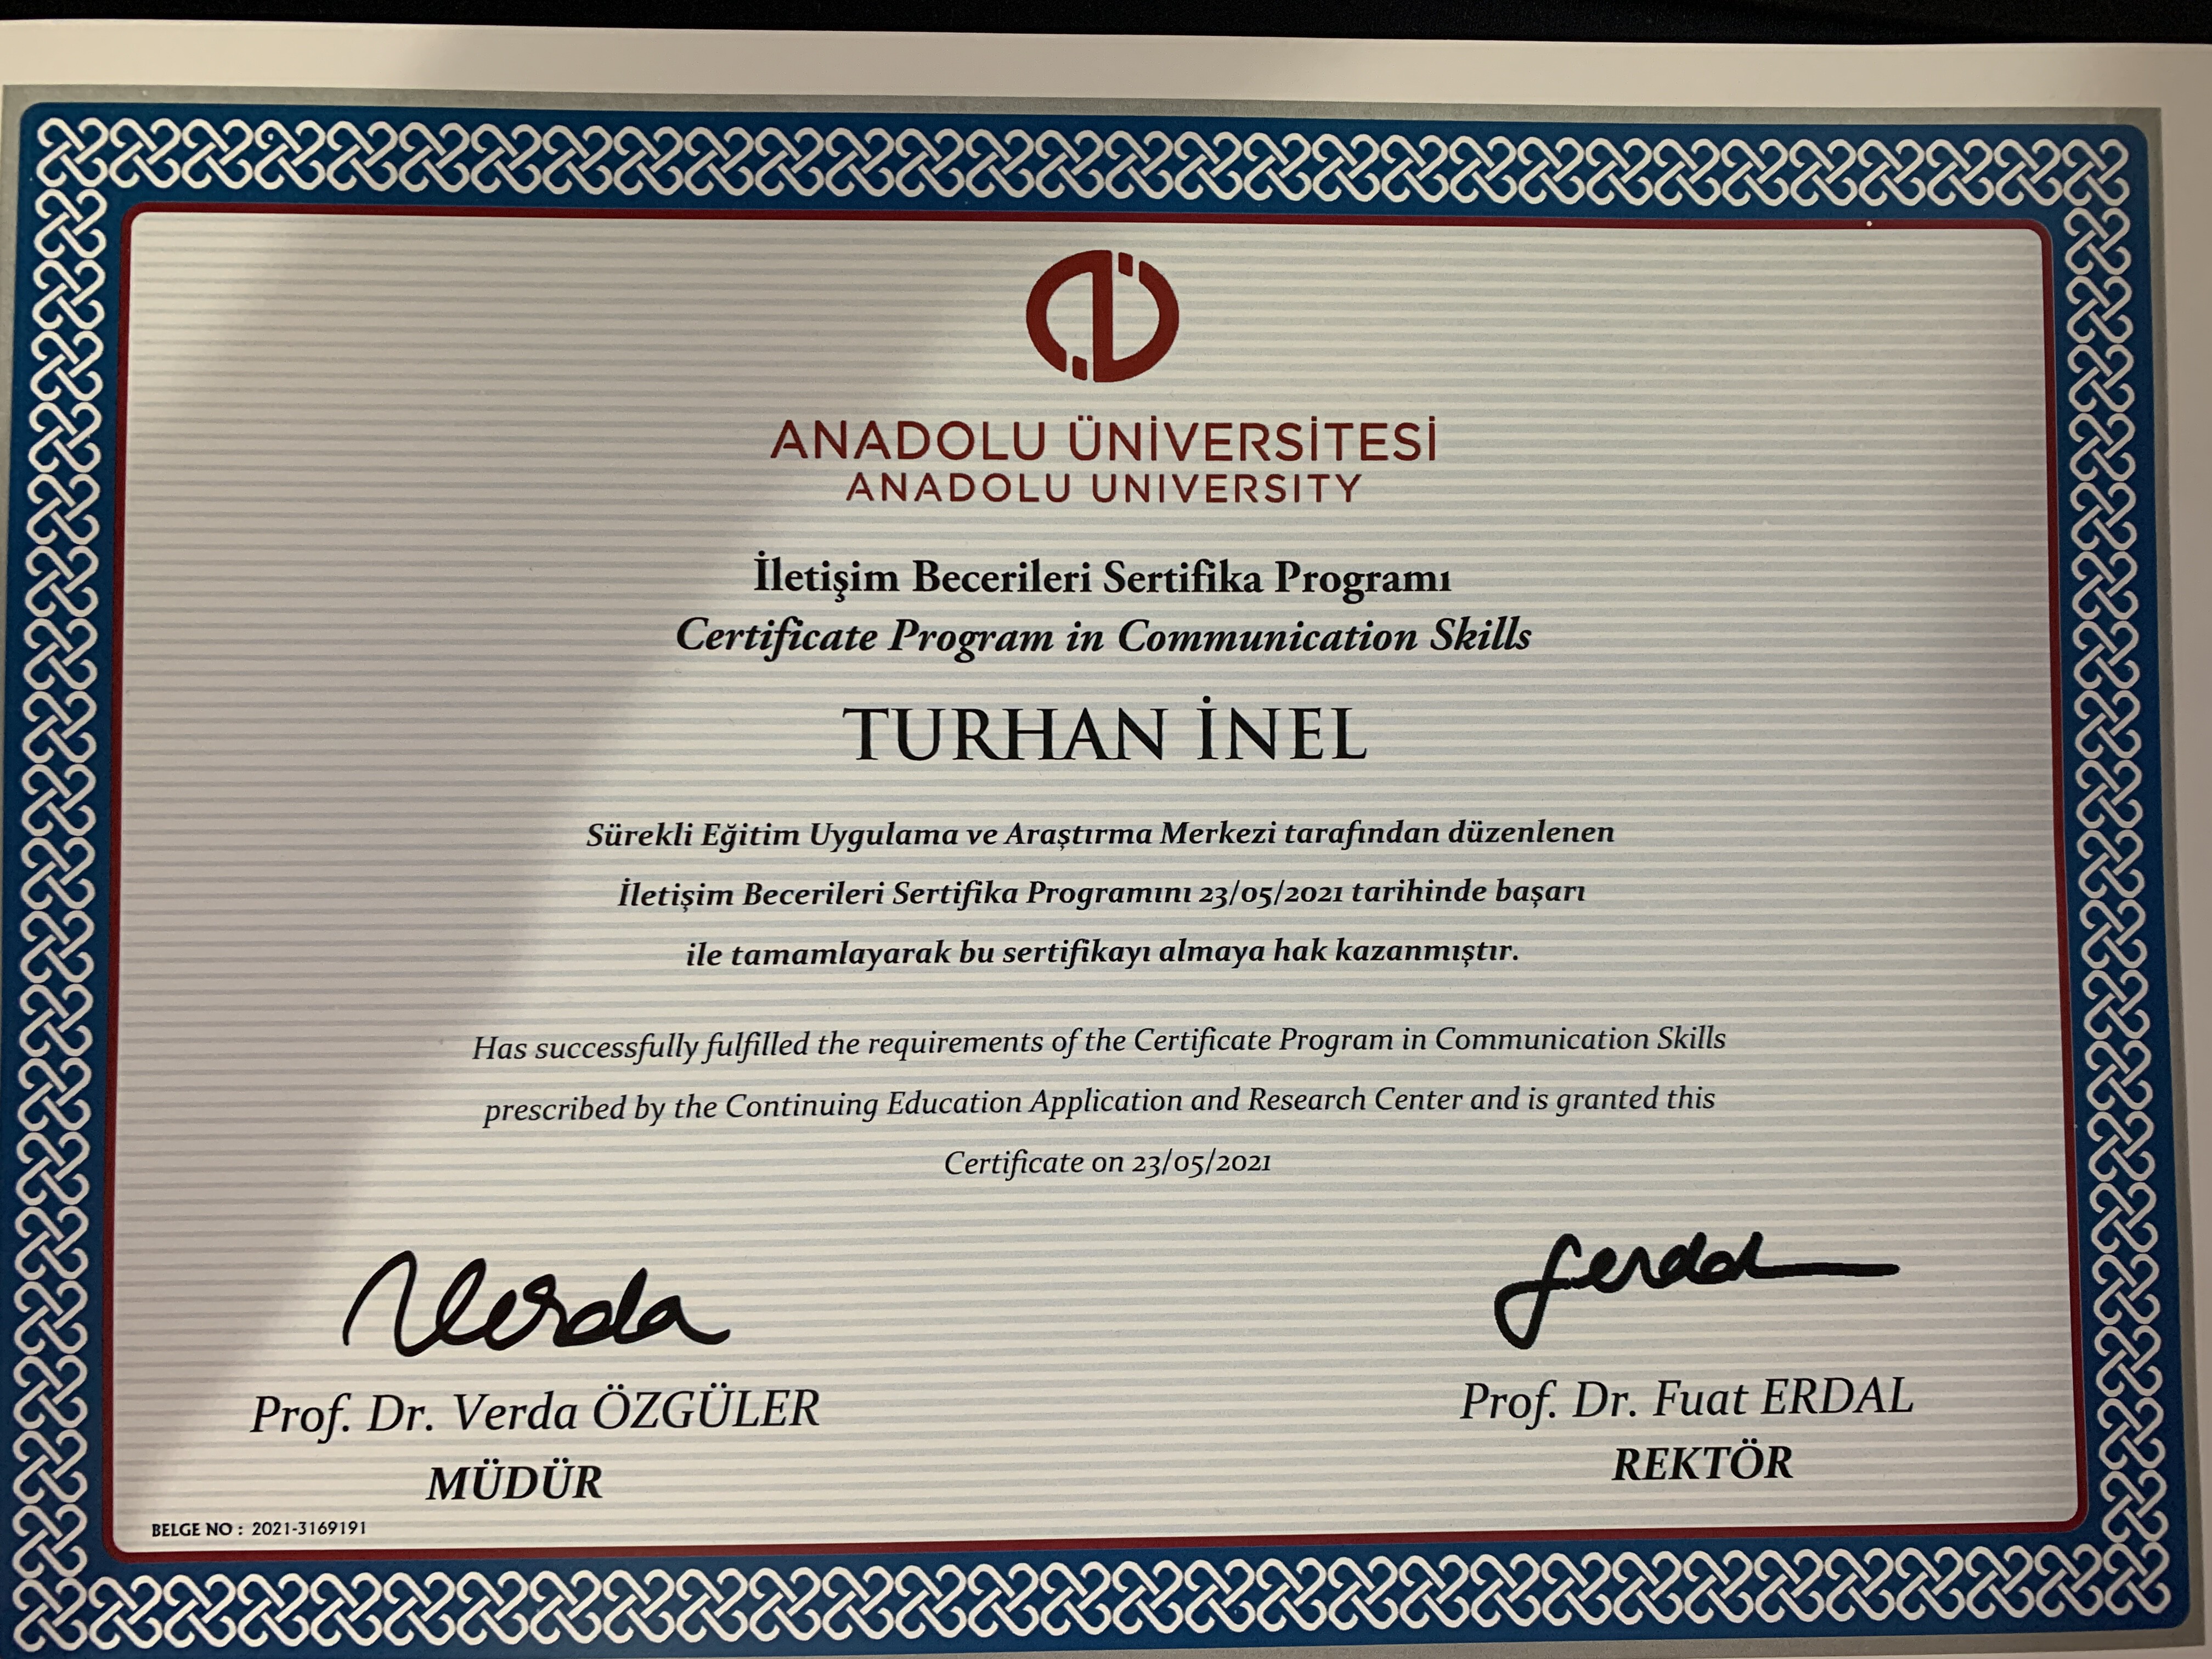 ANADOLU ÜNİVERSİTESİ
ANADOLU UNIVERSITY
İletişim Becerileri Sertifika Programı
Certificate Program in Communication Skills
TURHAN İNEL
Sürekli Eğitim Uygulama ve Araştırma Merkezi tarafından düzenlenen
İletişim Becerileri Sertifika Programını 23/05/2021 tarihinde başarı
ile tamamlayarak bu sertifikayı almaya hak kazanmıştır.
Has successfully fulfilled the requirements of the Certificate Program in Communication Skills
prescribed by the Continuing Education Application and Research Center and is granted this
Certificate on 23/05/2021
Verda
ferdal
Prof. Dr. Verda ÖZGÜLER
Prof. Dr. Fuat ERDAL
MÜDÜR
REKTÖR
BELGE NO : 2021-3169191